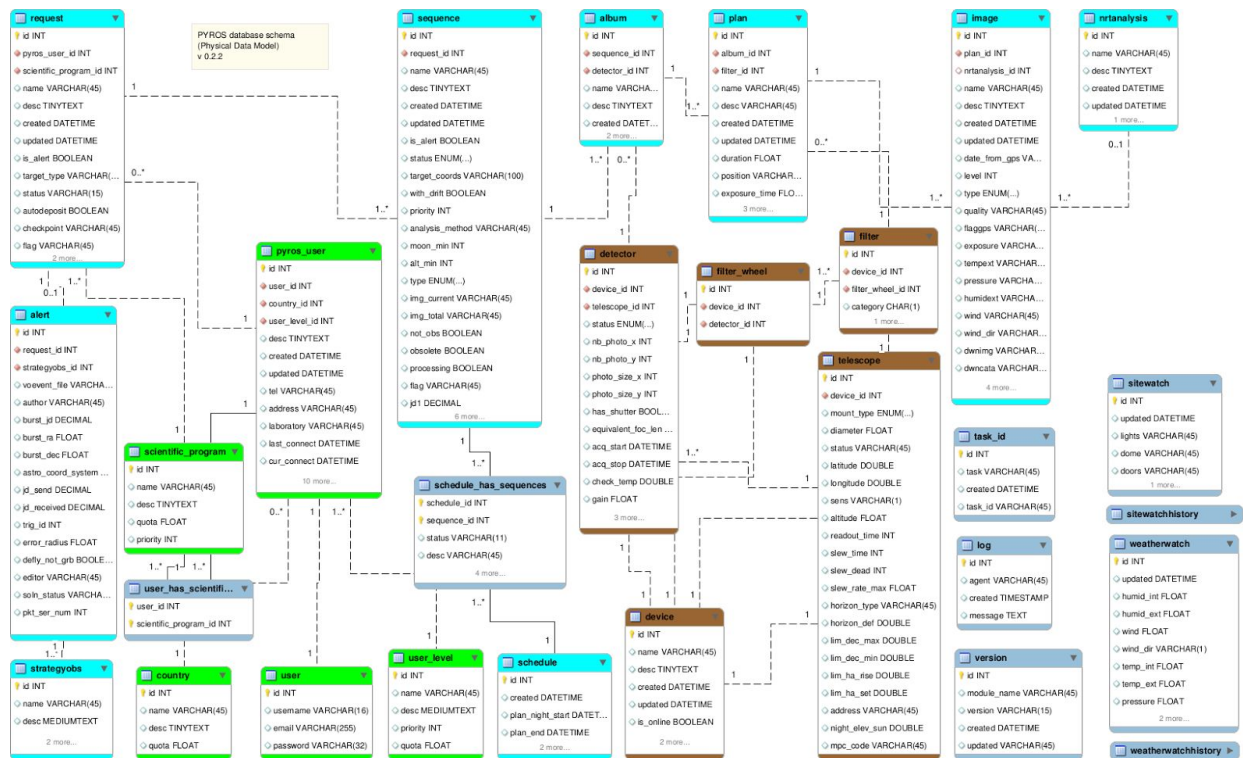 request
id INT
pyros_user_id INT
scientific_program_id INT
name VARCHAR(45)
desc TINYTEXT
created DATETIME
updated DATETIME
is_alert BOOLEAN
target_type VARCHAR(...
status VARCHAR(15)
autodeposit BOOLEAN
checkpoint VARCHAR(45)
flag VARCHAR(45)
2 more...
PYROS database schema
(Physical Data Model)
v 0.2.2
sequence
id INT
request_id INT
name VARCHAR(45)
desc TINYTEXT
created DATETIME
updated DATETIME
is_alert BOOLEAN
status ENUM(...)
target_coords VARCHAR(100)
with_drift BOOLEAN
priority INT
analysis_method VARCHAR(45)
moon_min INT
alt_min INT
type ENUM(...)
img_current VARCHAR(45)
img_total VARCHAR(45)
not_obs BOOLEAN
obsolete BOOLEAN
processing BOOLEAN
flag VARCHAR(45)
jd1 DECIMAL
6 more...
album
id INT
sequence_id INT
detector_id INT
name VARCHA...
desc TINYTEXT
created DATET...
2 more...
plan
id INT
album_id INT
filter_id INT
name VARCHAR(45)
desc VARCHAR(45)
created DATETIME
updated DATETIME
duration FLOAT
position VARCHAR...
exposure_time FLO...
3 more...
image
id INT
plan_id INT
nrtanalysis_id INT
name VARCHAR(45)
desc TINYTEXT
created DATETIME
updated DATETIME
date_from_gps VA...
level INT
type ENUM(...)
quality VARCHAR(45)
flaggps VARCHAR(...
exposure VARCHA...
tempext VARCHAR...
pressure VARCHAR...
humidext VARCHAR...
wind VARCHAR(45)
wind_dir VARCHAR...
dwnimg VARCHAR...
dwncata VARCHAR...
4 more...
nrtanalysis
id INT
name VARCHAR(45)
desc TINYTEXT
created DATETIME
updated DATETIME
1 more...
pyros_user
id INT
user_id INT
country_id INT
user_level_id INT
desc TINYTEXT
created DATETIME
updated DATETIME
tel VARCHAR(45)
address VARCHAR(45)
laboratory VARCHAR(45)
last_connect DATETIME
cur_connect DATETIME
10 more...
detector
id INT
device_id INT
telescope_id INT
status ENUM(...)
nb_photo_x INT
nb_photo_y INT
photo_size_x INT
photo_size_y INT
has_shutter BOOL...
equivalent_foc_len ...
acq_start DATETIME
acq_stop DATETIME
check_temp DOUBLE
gain FLOAT
3 more...
filter_wheel
id INT
device_id INT
detector_id INT
filter
id INT
device_id INT
filter_wheel_id INT
category CHAR(1)
1 more...
alert
id INT
request_id INT
strategyobs_id INT
voevent_file VARCHA...
author VARCHAR(45)
burst_jd DECIMAL
burst_ra FLOAT
burst_dec FLOAT
astro_coord_system ...
jd_send DECIMAL
jd_received DECIMAL
trig_id INT
error_radius FLOAT
defly_not_grb BOOLE...
editor VARCHAR(45)
soln_status VARCHAR...
pkt_ser_num INT
scientific_program
id INT
name VARCHAR(45)
desc TINYTEXT
quota FLOAT
priority INT
telescope
id INT
device_id INT
mount_type ENUM(...)
diameter FLOAT
status VARCHAR(45)
latitude DOUBLE
longitude DOUBLE
sens VARCHAR(1)
altitude FLOAT
readout_time INT
slew_time INT
slew_dead INT
slew_rate_max FLOAT
horizon_type VARCHAR(45)
horizon_def DOUBLE
lim_dec_max DOUBLE
lim_dec_min DOUBLE
lim_ha_rise DOUBLE
lim_ha_set DOUBLE
address VARCHAR(45)
night_elev_sun DOUBLE
mpc_code VARCHAR(45)
schedule_has_sequences
schedule_id INT
sequence_id INT
status VARCHAR(11)
desc VARCHAR(45)
4 more...
user_has_scientifi...
user_id INT
scientific_program_id INT
task_id
id INT
task VARCHAR(45)
created DATETIME
task_id VARCHAR(45)
sitewatch
id INT
updated DATETIME
lights VARCHAR(45)
dome VARCHAR(45)
doors VARCHAR(45)
1 more...
sitewatchhistory
log
id INT
agent VARCHAR(45)
created TIMESTAMP
message TEXT
weatherwatch
id INT
updated DATETIME
humid_int FLOAT
humid_ext FLOAT
wind FLOAT
wind_dir VARCHAR(1)
temp_int FLOAT
temp_ext FLOAT
pressure FLOAT
2 more...
strategyobs
id INT
name VARCHAR(45)
desc MEDIUMTEXT
2 more...
country
id INT
name VARCHAR(45)
desc TINYTEXT
quota FLOAT
user
id INT
username VARCHAR(16)
email VARCHAR(255)
password VARCHAR(32)
user_level
id INT
name VARCHAR(45)
desc MEDIUMTEXT
priority INT
quota FLOAT
schedule
id INT
created DATETIME
plan_night_start DATET...
plan_end DATETIME
2 more...
device
id INT
name VARCHAR(45)
desc TINYTEXT
created DATETIME
updated DATETIME
is_online BOOLEAN
2 more...
version
id INT
module_name VARCHAR(45)
version VARCHAR(15)
created DATETIME
updated VARCHAR(45)
weatherwatchhistory